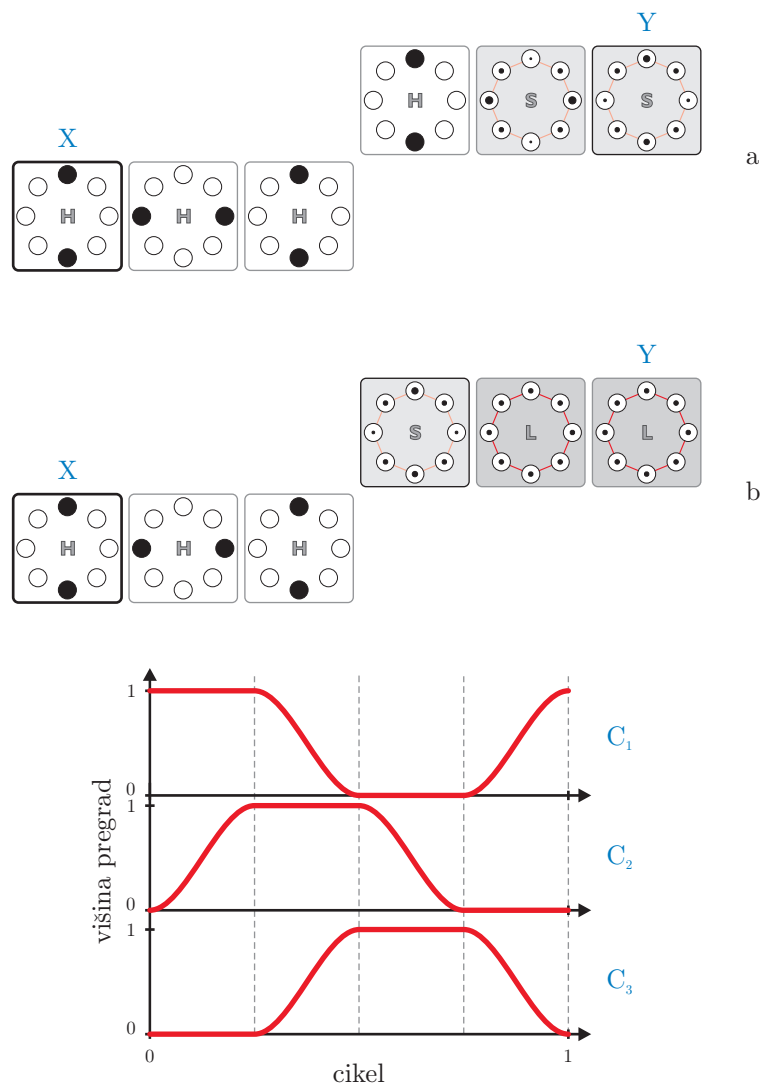 Y
H S S
a
X
H H H
Y
S L L
b
X
H H H
1
C₁
0
1
C₂
0
1
C₃
0
višina pregrad
0 1
cikel